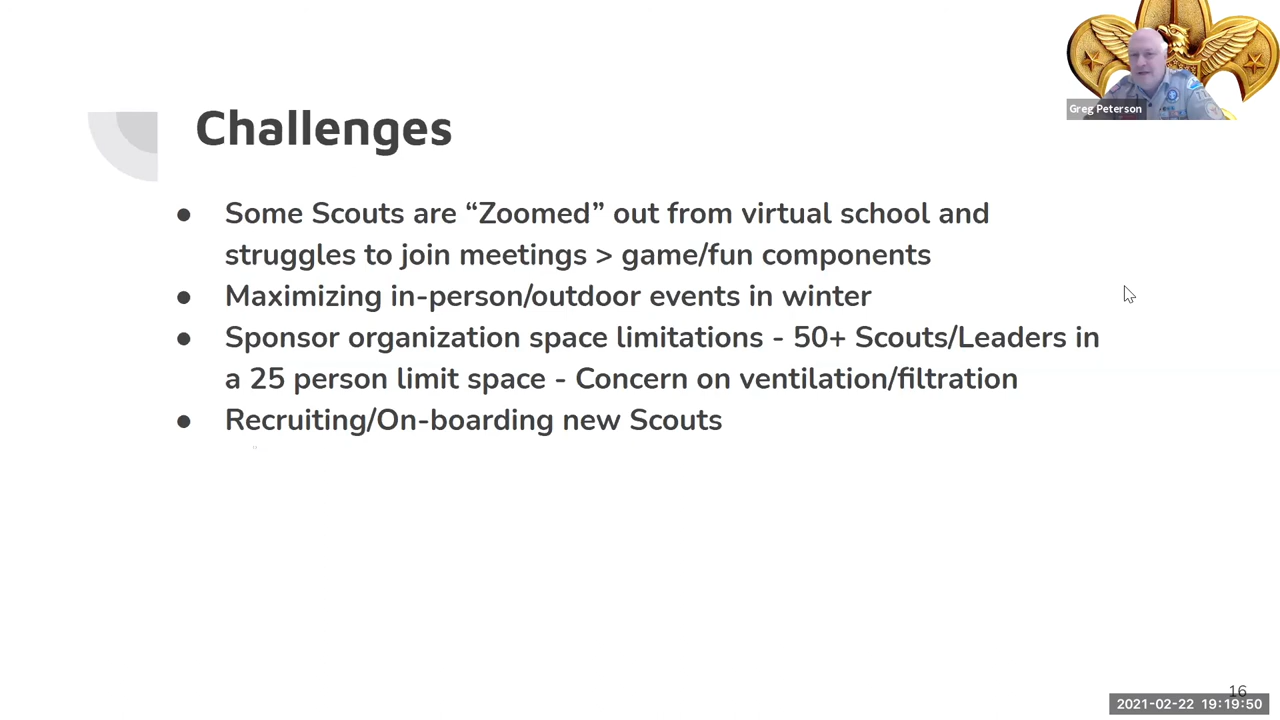 Greg Peterson
Challenges
● Some Scouts are “Zoomed” out from virtual school and
struggles to join meetings > game/fun components
● Maximizing in-person/outdoor events in winter
● Sponsor organization space limitations - 50+ Scouts/Leaders in
a 25 person limit space - Concern on ventilation/filtration
● Recruiting/On-boarding new Scouts
16
2021-02-22 19:19:50